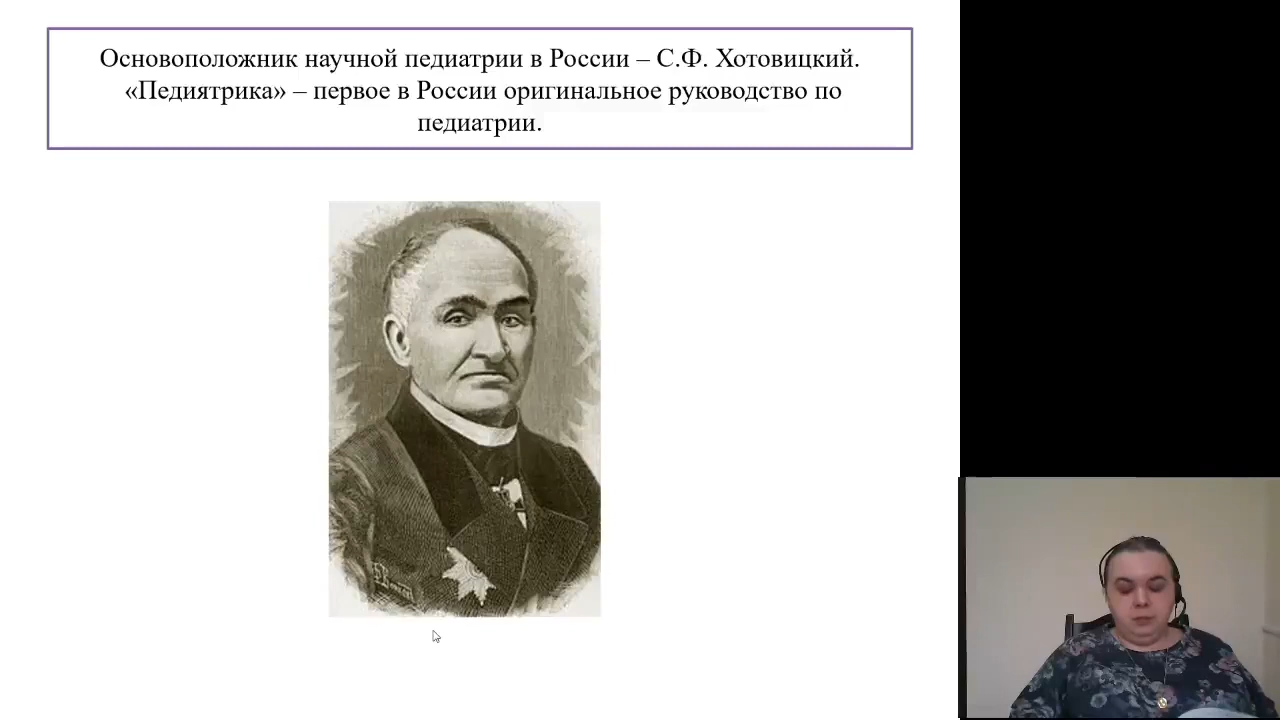 Основоположник научной педиатрии в России – С.Ф. Хотовицкий.
«Педиятрика» – первое в России оригинальное руководство по
педиатрии.